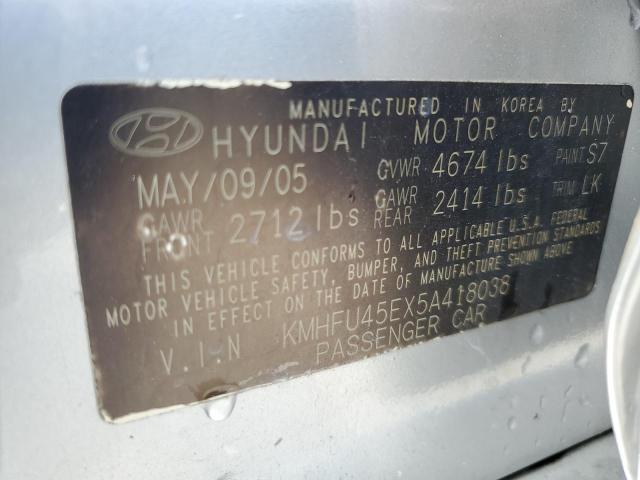 MANUFACTURED IN KOREA BY
HYUNDAI MOTOR COMPANY
MAY/09/05 GVWR 4674 lbs PAINT S7
GAWR FRONT 2712 lbs GAWR REAR 2414 lbs TRIM LK
THIS VEHICLE CONFORMS TO ALL APPLICABLE U.S.A. FEDERAL
MOTOR VEHICLE SAFETY, BUMPER, AND THEFT PREVENTION STANDARDS
IN EFFECT ON THE DATE OF MANUFACTURE SHOWN ABOVE
V.I.N KMHFU45EX5A418038
PASSENGER CAR